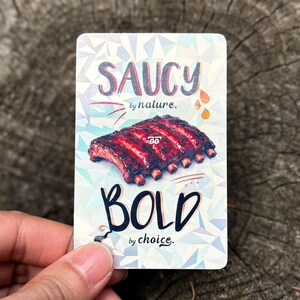 SAUCY
by nature.
BOLD
by choice.